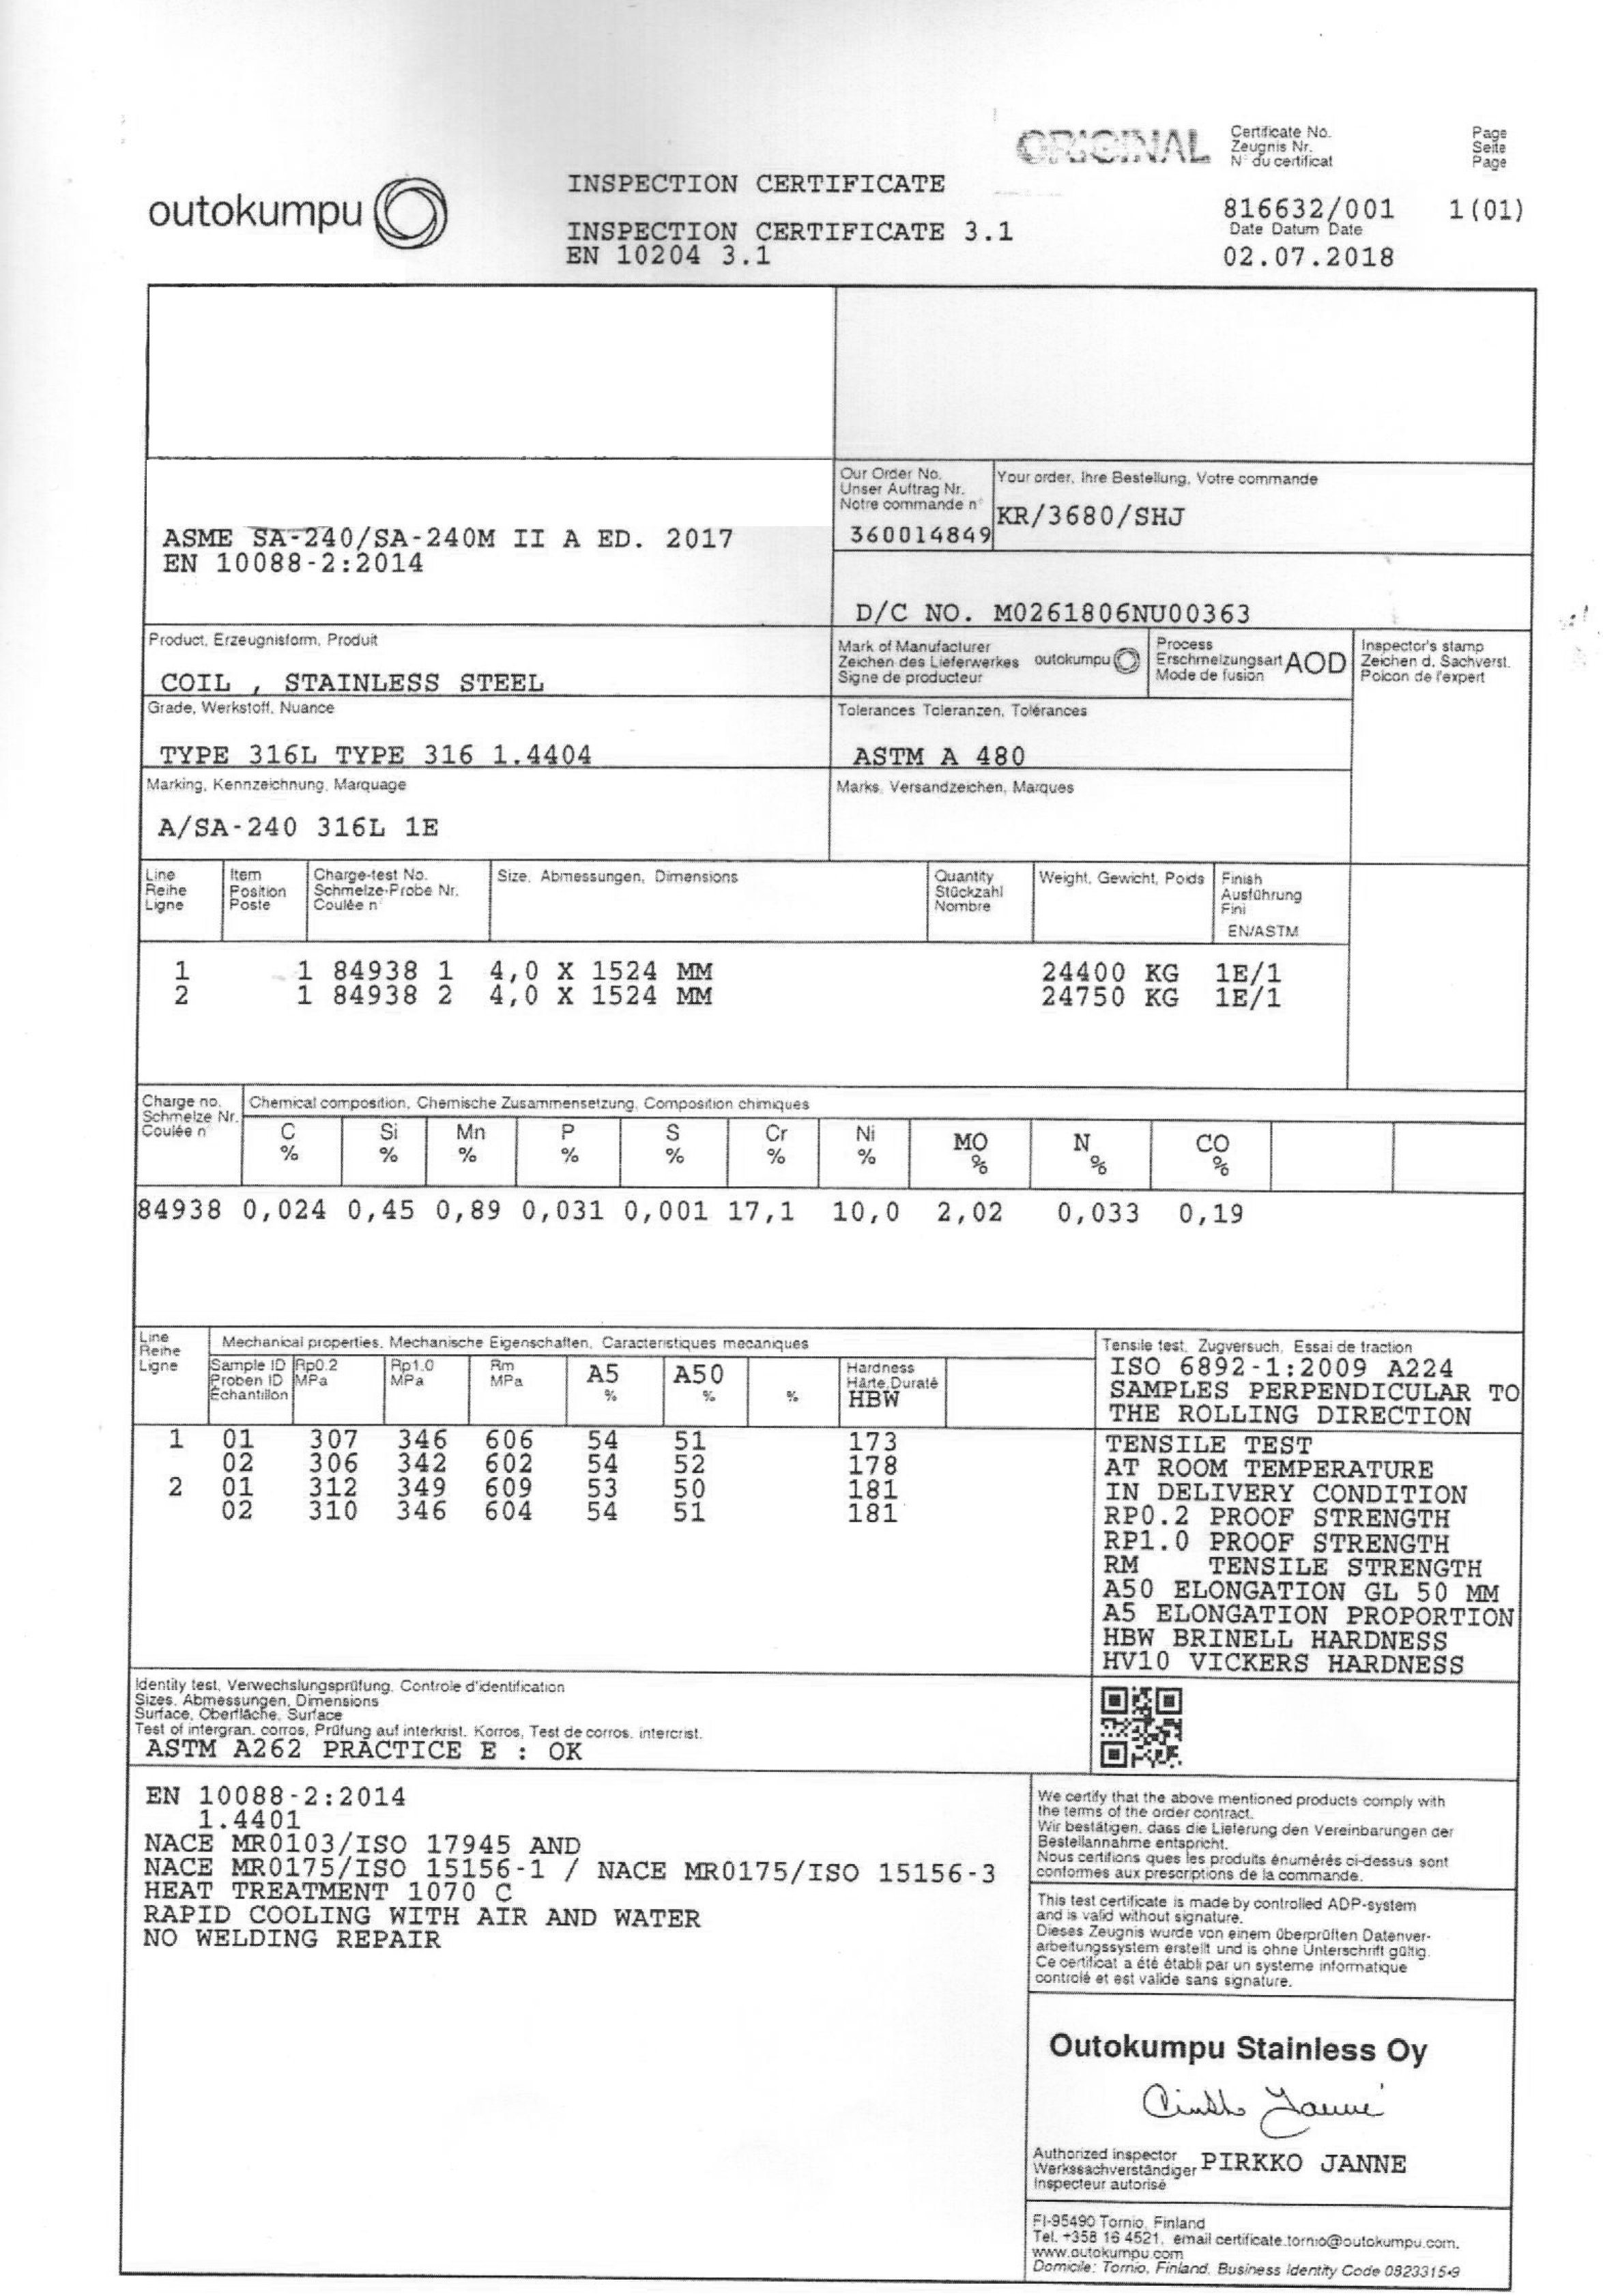 ORIGINAL
Certificate No.
Zeugnis Nr.
N° du certificat
Page
Seite
Page
outokumpu
INSPECTION CERTIFICATE
INSPECTION CERTIFICATE 3.1
EN 10204 3.1
816632/001 1(01)
Date Datum Date
02.07.2018
Our Order No.
Unser Auftrag Nr.
Notre commande n°
360014849
Your order, Ihre Bestellung, Votre commande
KR/3680/SHJ
ASME SA-240/SA-240M II A ED. 2017
EN 10088-2:2014
D/C NO. M0261806NU00363
Product, Erzeugnisform, Produit
COIL , STAINLESS STEEL
Mark of Manufacturer
Zeichen des Lieferwerkes
Signe de producteur
outokumpu
Process
Erschmelzungsart
Mode de fusion
AOD
Inspector's stamp
Zeichen d. Sachverst.
Poicon de l'expert
Grade, Werkstoff, Nuance
TYPE 316L TYPE 316 1.4404
Tolerances Toleranzen, Tolérances
ASTM A 480
Marking, Kennzeichnung, Marquage
A/SA-240 316L 1E
Marks, Versandzeichen, Marques
Line
Reihe
Ligne
Item
Position
Poste
Charge-test No.
Schmelze-Probe Nr.
Coulée n°
Size, Abmessungen, Dimensions
Quantity
Stückzahl
Nombre
Weight, Gewicht, Poids
Finish
Ausführung
Fini
EN/ASTM
1 1 84938 1 4,0 X 1524 MM 24400 KG 1E/1
2 1 84938 2 4,0 X 1524 MM 24750 KG 1E/1
Charge no.
Schmelze Nr.
Coulée n°
Chemical composition, Chemische Zusammensetzung, Composition chimiques
C Si Mn P S Cr Ni MO N CO
% % % % % % % % % %
84938 0,024 0,45 0,89 0,031 0,001 17,1 10,0 2,02 0,033 0,19
Line
Reihe
Ligne
Mechanical properties, Mechanische Eigenschaften, Caracteristiques mecaniques
Sample ID
Proben ID
Echantillon
Rp0.2
MPa
Rp1.0
MPa
Rm
MPa
A5
%
A50
%
%
Hardness
Härte,Duraté
HBW
1 01 307 346 606 54 51 173
02 306 342 602 54 52 178
2 01 312 349 609 53 50 181
02 310 346 604 54 51 181
Tensile test, Zugversuch, Essai de traction
ISO 6892-1:2009 A224
SAMPLES PERPENDICULAR TO
THE ROLLING DIRECTION
TENSILE TEST
AT ROOM TEMPERATURE
IN DELIVERY CONDITION
RP0.2 PROOF STRENGTH
RP1.0 PROOF STRENGTH
RM TENSILE STRENGTH
A50 ELONGATION GL 50 MM
A5 ELONGATION PROPORTION
HBW BRINELL HARDNESS
HV10 VICKERS HARDNESS
Identity test, Verwechslungsprüfung, Controle d'identification
Sizes, Abmessungen, Dimensions
Surface, Oberfläche, Surface
Test of intergran. corros, Prüfung auf interkrist. Korros, Test de corros. intercrist.
ASTM A262 PRACTICE E : OK
EN 10088-2:2014
1.4401
NACE MR0103/ISO 17945 AND
NACE MR0175/ISO 15156-1 / NACE MR0175/ISO 15156-3
HEAT TREATMENT 1070 C
RAPID COOLING WITH AIR AND WATER
NO WELDING REPAIR
We certify that the above mentioned products comply with
the terms of the order contract.
Wir bestätigen, dass die Lieferung den Vereinbarungen der
Bestellannahme entspricht.
Nous certifions ques les produits énumérés ci-dessus sont
conformes aux prescriptions de la commande.
This test certificate is made by controlled ADP-system
and is valid without signature.
Dieses Zeugnis wurde von einem überprüften Datenver-
arbeitungssystem erstellt und is ohne Unterschrift gültig.
Ce certificat a été établi par un systeme informatique
controlé et est valide sans signature.
Outokumpu Stainless Oy
Authorized inspector
Werkssachverständiger
Inspecteur autorisé
PIRKKO JANNE
FI-95490 Tornio, Finland
Tel. +358 16 4521, email certificate.tornio@outokumpu.com,
www.outokumpu.com
Domicile: Tornio, Finland. Business Identity Code 0823315-9